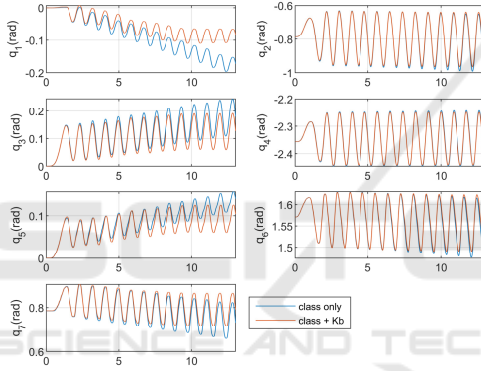 0
-0.1
-0.2
q1(rad)
0 5 10
-0.6
-0.8
-1
q2(rad)
0 5 10
0.2
0.1
0
q3(rad)
0 5 10
-2.2
-2.3
-2.4
q4(rad)
0 5 10
0.1
0
q5(rad)
0 5 10
1.6
1.55
1.5
q6(rad)
0 5 10
0.8
0.6
(rad)
0 5 10
class only
class + Kb
SCIENCE AND TEC